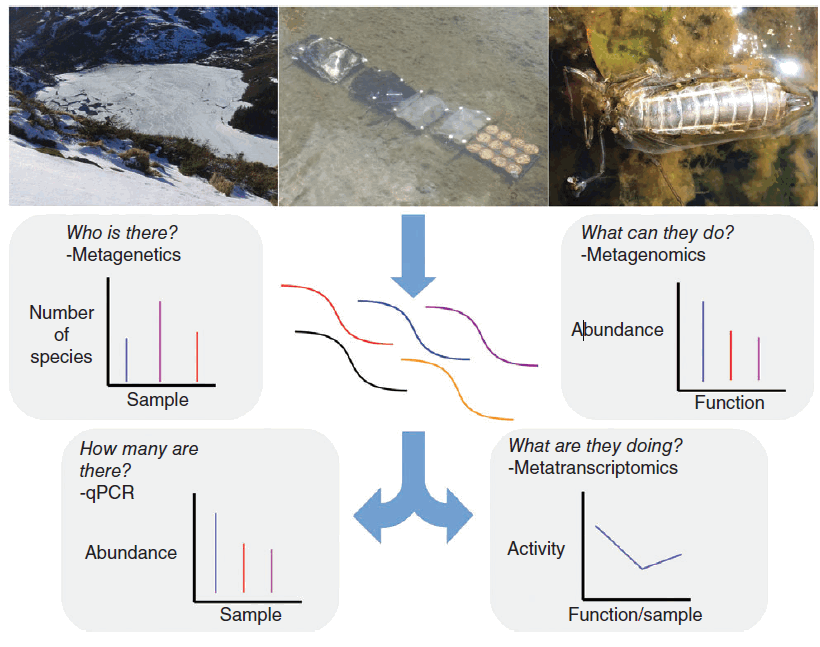 Who is there?
-Metagenetics
Number
of
species
Sample
What can they do?
-Metagenomics
Abundance
Function
How many are
there?
-qPCR
Abundance
Sample
What are they doing?
-Metatranscriptomics
Activity
Function/sample